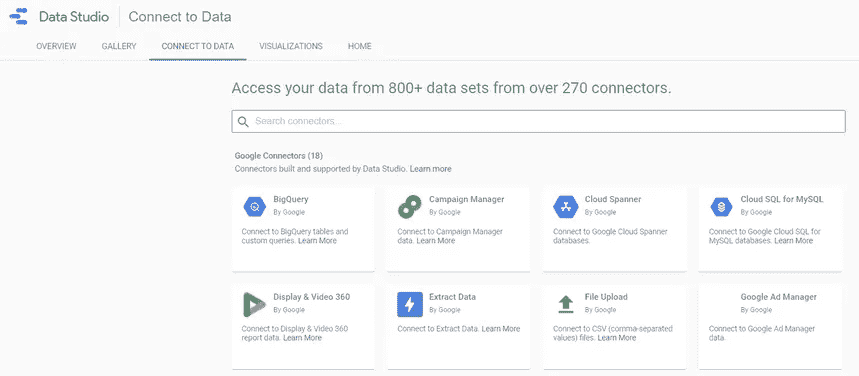 Data Studio
Connect to Data
OVERVIEW
GALLERY
CONNECT TO DATA
VISUALIZATIONS
HOME
Access your data from 800+ data sets from over 270 connectors.
Search connectors...
Google Connectors (18)
Connectors built and supported by Data Studio. Learn more
BigQuery
By Google
Connect to BigQuery tables and
custom queries. Learn More
Campaign Manager
By Google
Connect to Campaign Manager
data. Learn More
Cloud Spanner
By Google
Connect to Google Cloud Spanner
databases.
Cloud SQL for MySQL
By Google
Connect to Google Cloud SQL for
MySQL databases. Learn More
Display & Video 360
By Google
Connect to Display & Video 360
report data. Learn More
Extract Data
By Google
Connect to Extract Data. Learn More
File Upload
By Google
Connect to CSV (comma-separated
values) files. Learn More
Google Ad Manager
By Google
Connect to Google Ad Manager
data.